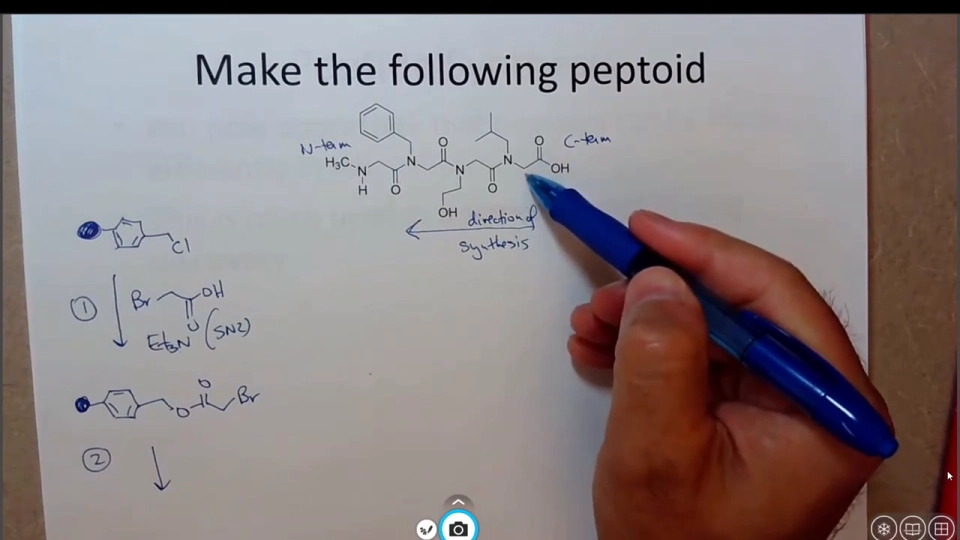 Make the following peptoid
N-term
C-term
H₃C
N
H
O
N
O
N
OH
O
N
O
OH
direction of
synthesis
Cl
①
Br
OH
O
Et₃N (SN2)
O
O
Br
②